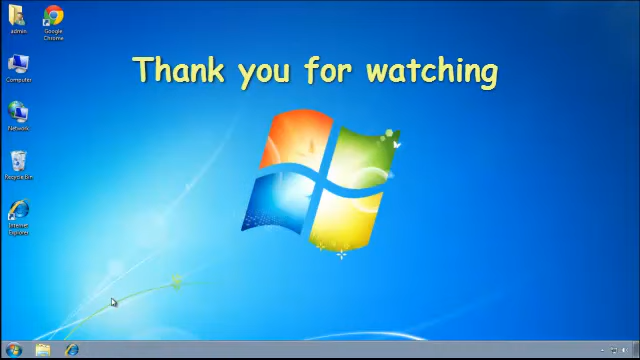 admin
Google
Chrome
Thank you for watching
Computer
Network
Recycle Bin
Internet
Explorer